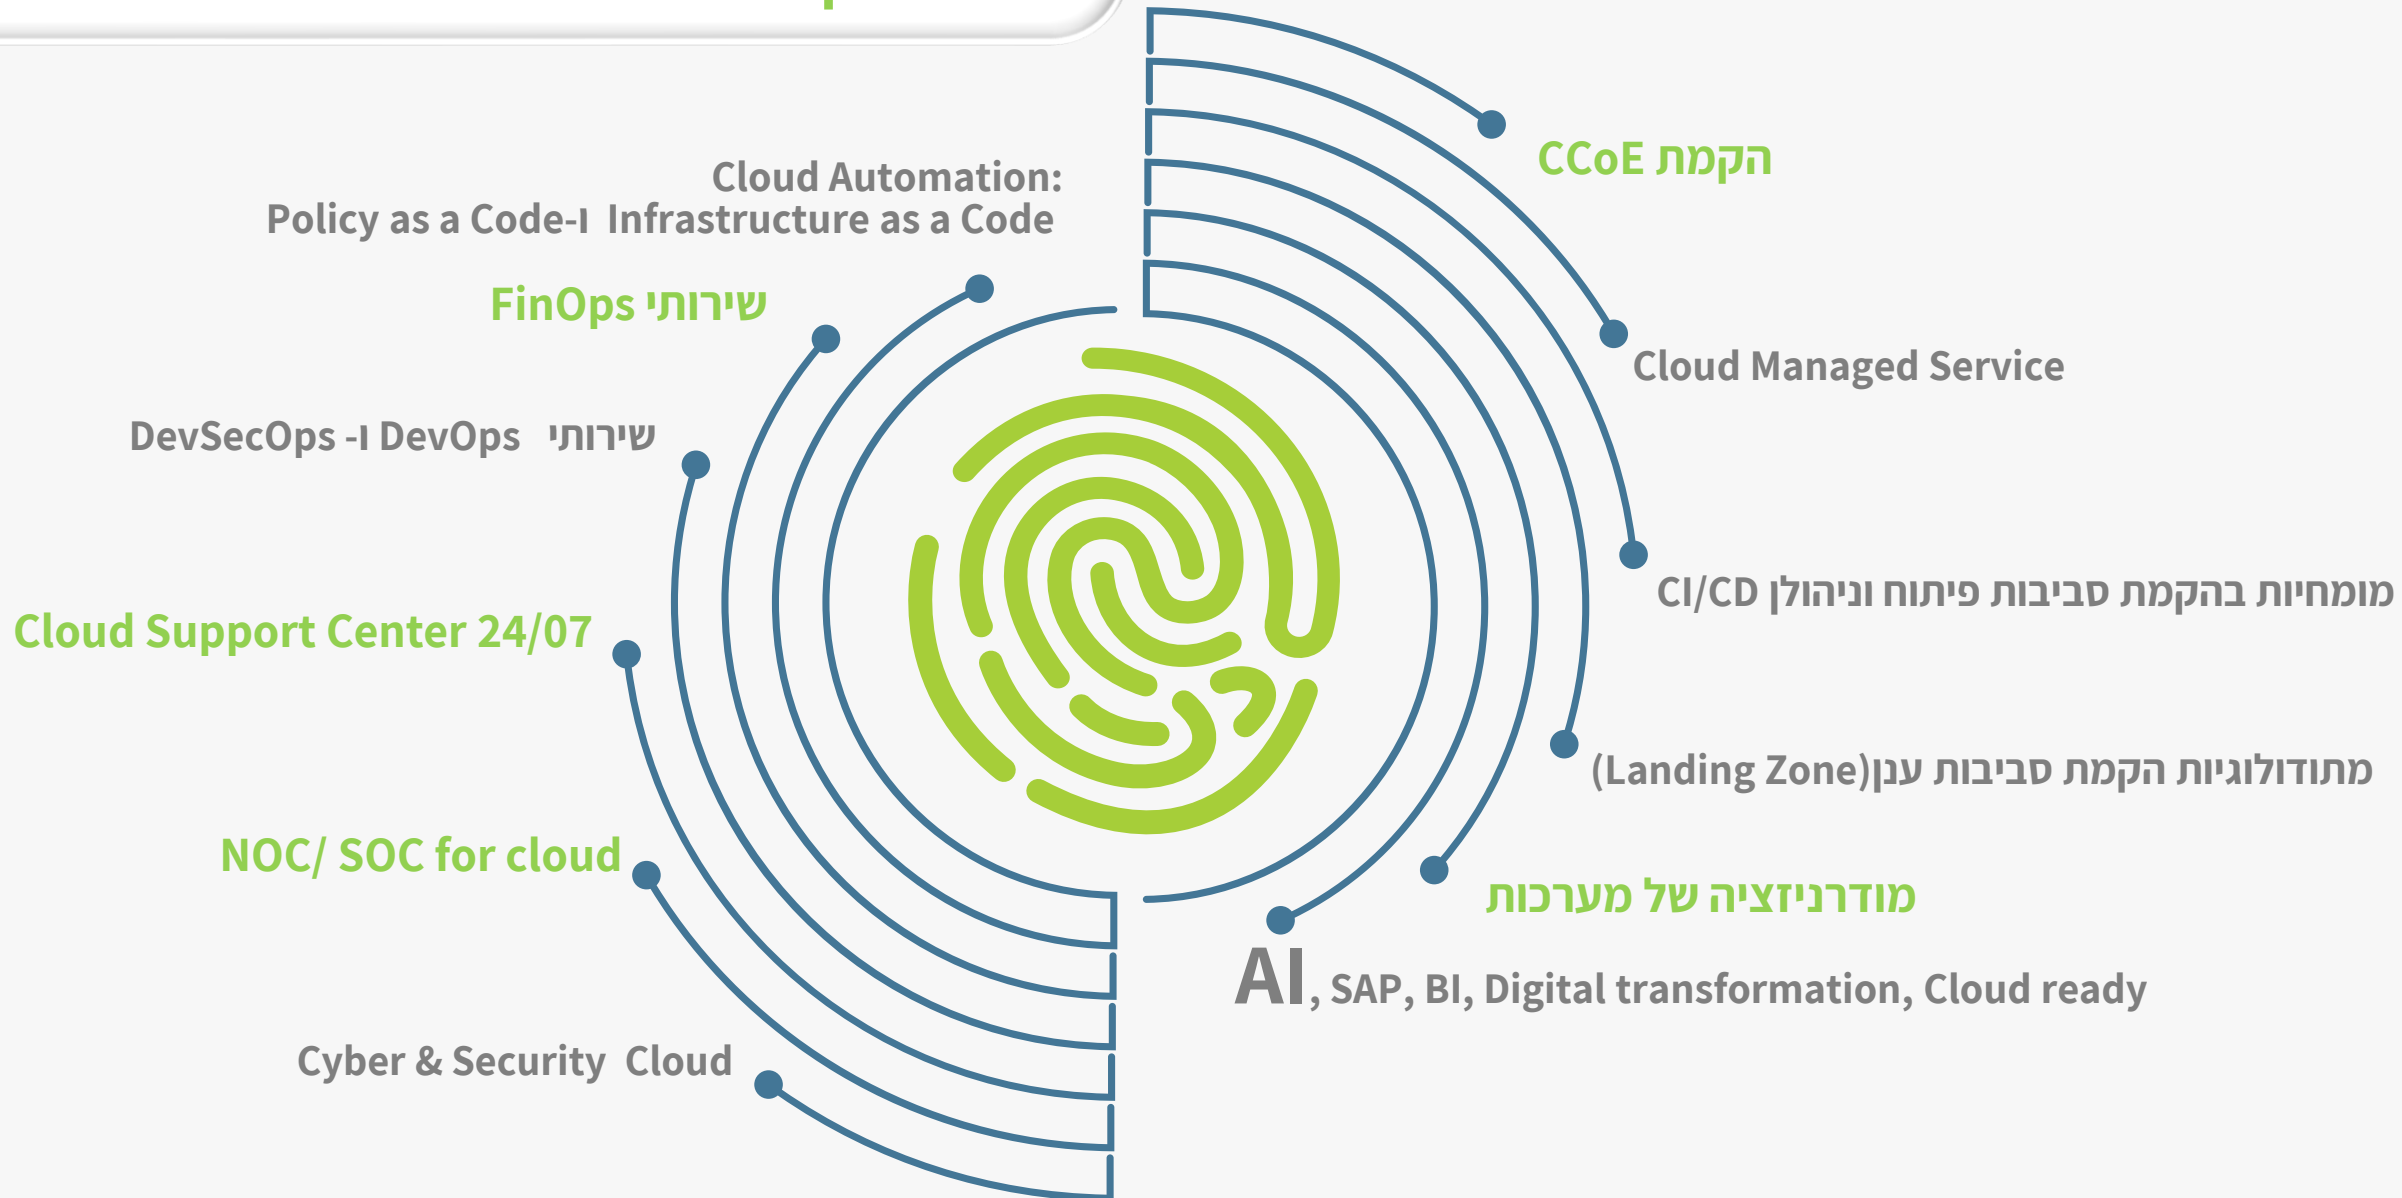 הקמת CCoE
Cloud Managed Service
מומחיות בהקמת סביבות פיתוח וניהולן CI/CD
מתודולוגיות הקמת סביבות ענן(Landing Zone)
מודרניזציה של מערכות
AI, SAP, BI, Digital transformation, Cloud ready
Cloud Automation:
Infrastructure as a Code ו-Policy as a Code
שירותי FinOps
שירותי DevOps ו- DevSecOps
Cloud Support Center 24/07
NOC/ SOC for cloud
Cyber & Security Cloud